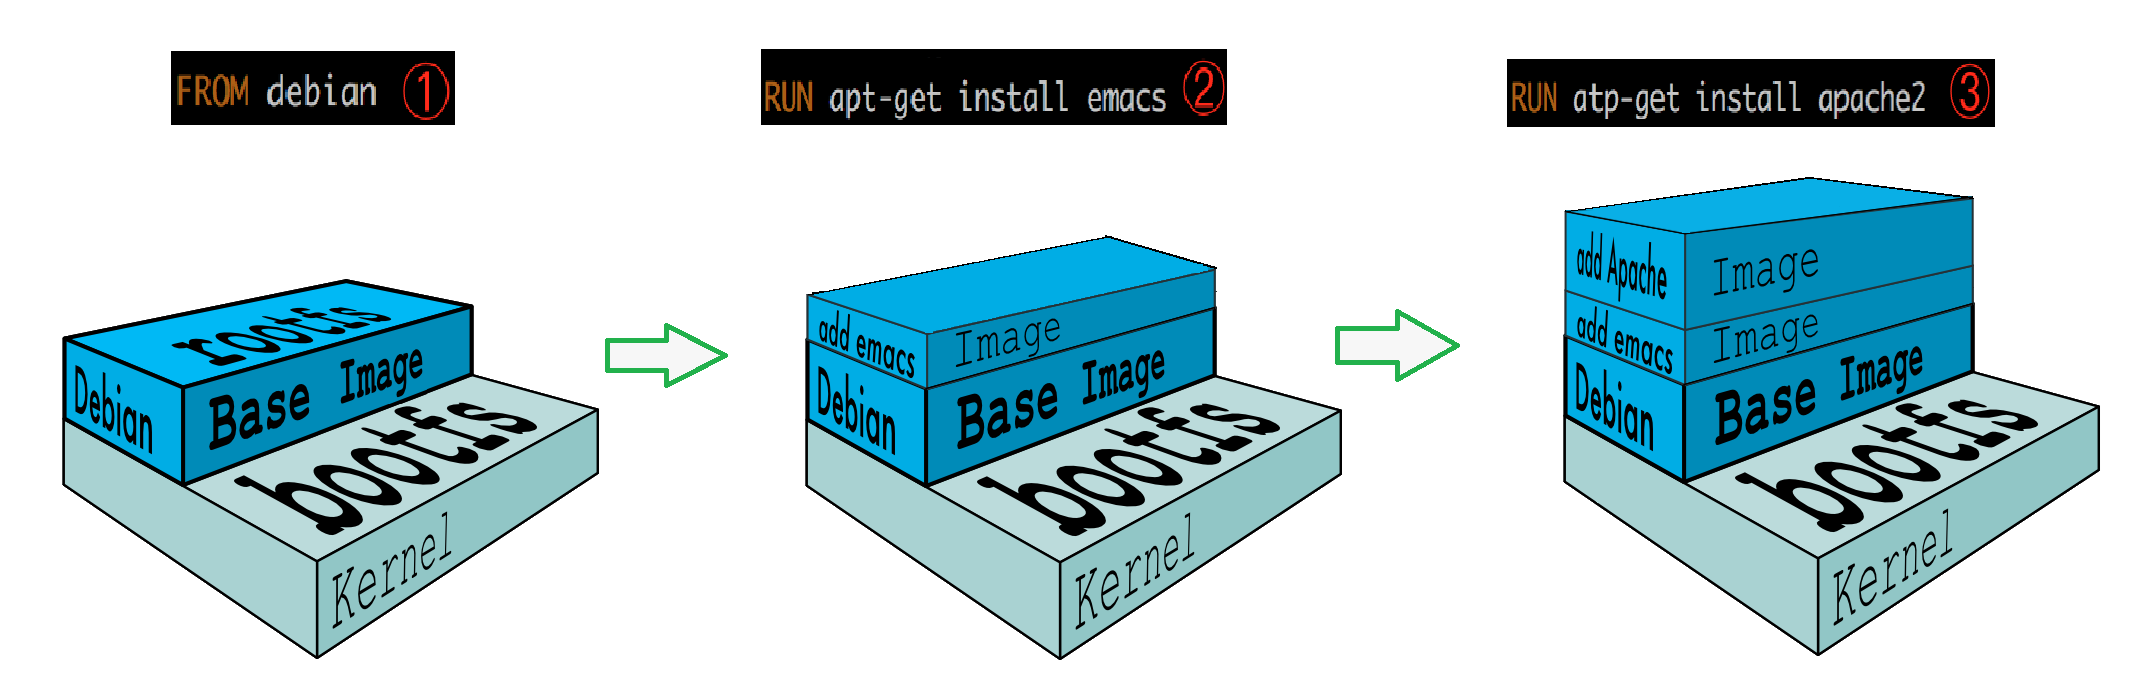 FROM debian ①
RUN apt-get install emacs ②
RUN atp-get install apache2 ③
rootfs
Debian
Base Image
bootfs
Kernel
add emacs
Image
Debian
Base Image
bootfs
Kernel
add Apache
Image
add emacs
Image
Debian
Base Image
bootfs
Kernel